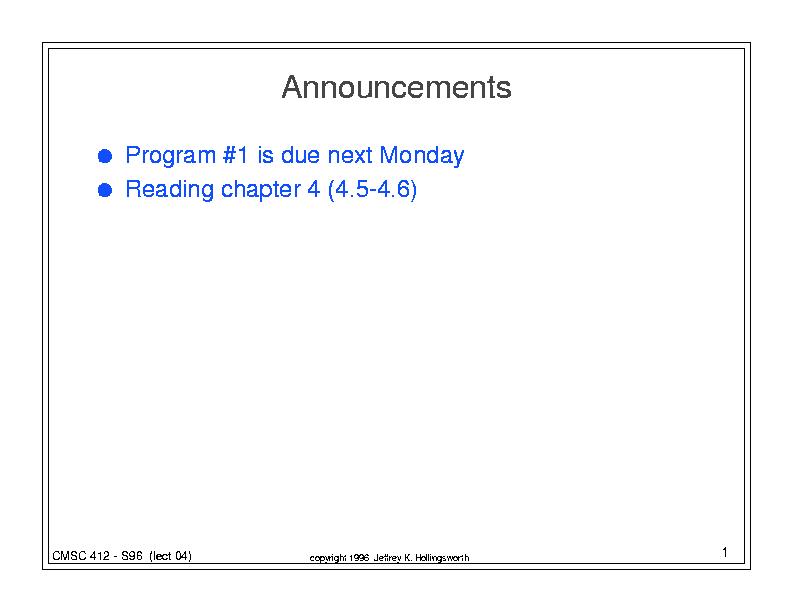 Announcements
● Program #1 is due next Monday
● Reading chapter 4 (4.5-4.6)
CMSC 412 - S96 (lect 04)
copyright 1996 Jeffrey K. Hollingsworth
1